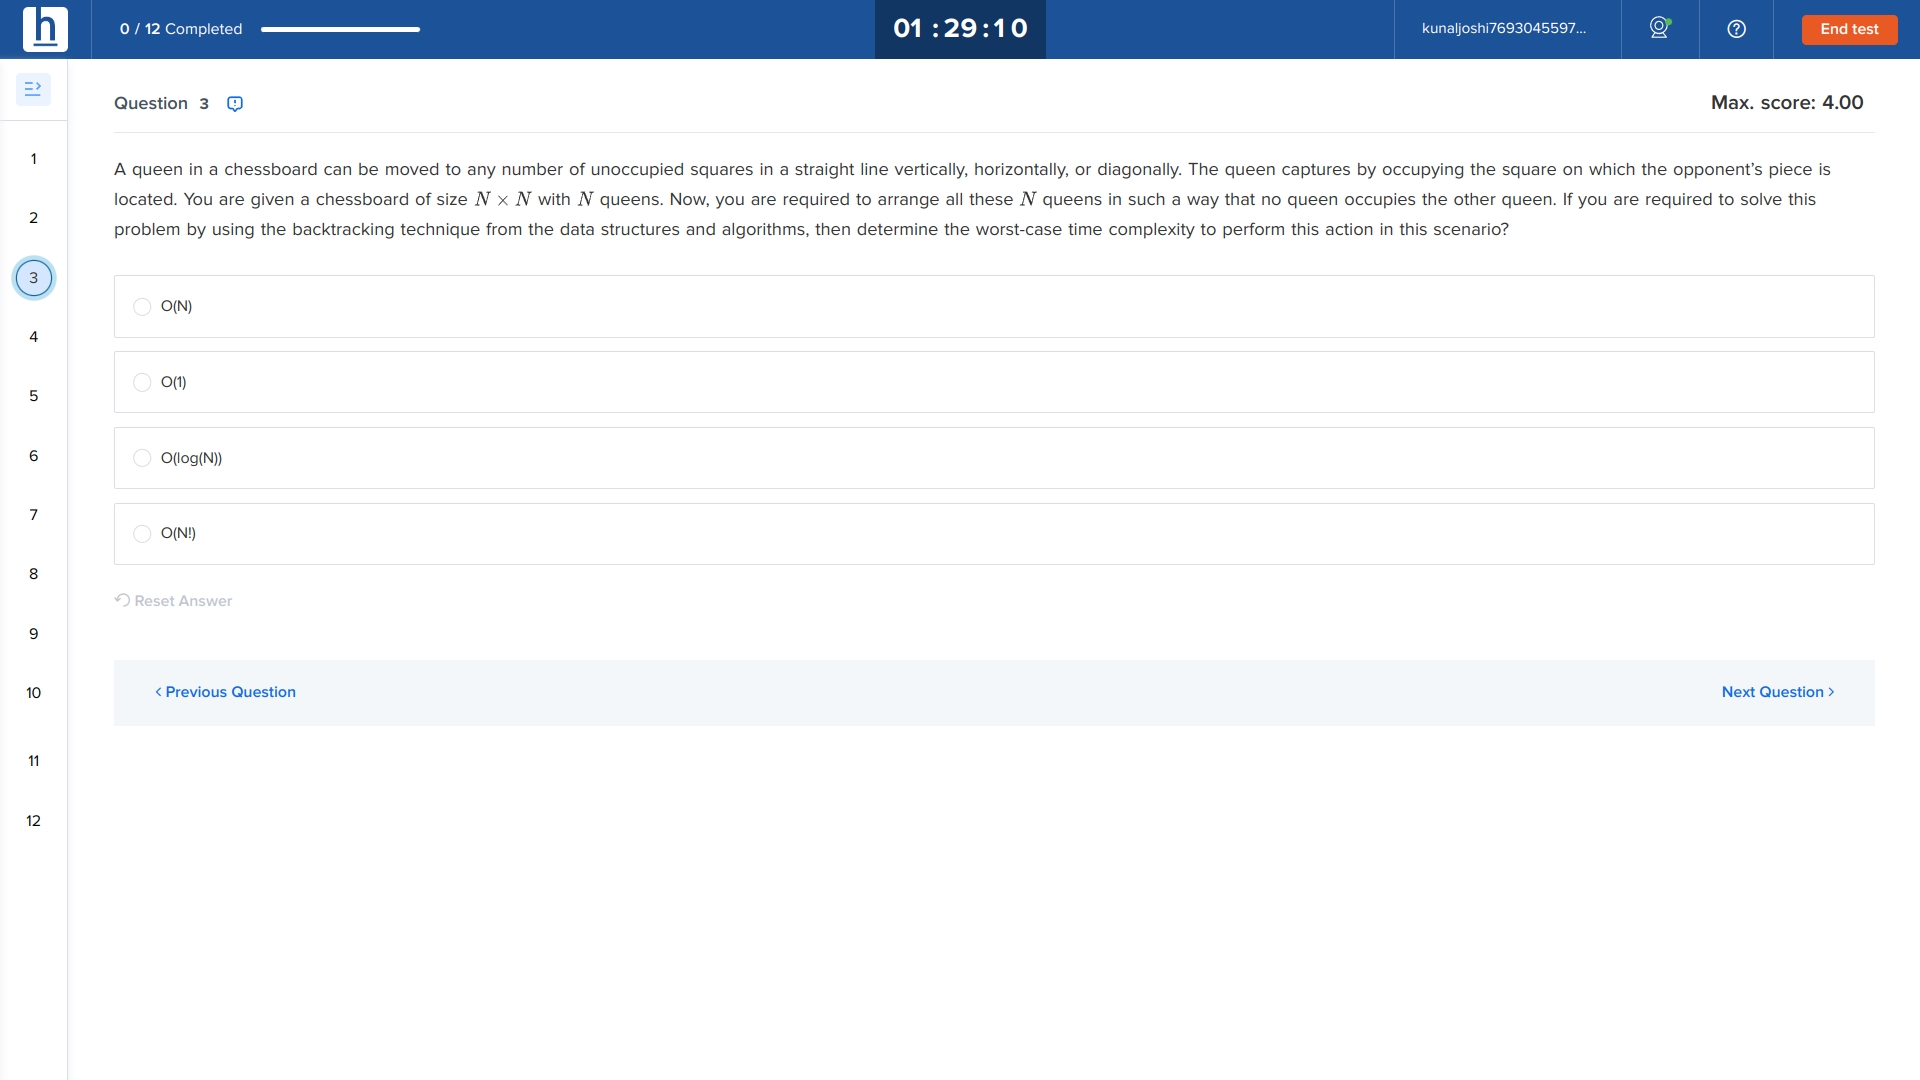 h
0 / 12 Completed
01 : 29 : 10
kunaljoshi7693045597...
?
End test
Question 3
Max. score: 4.00
A queen in a chessboard can be moved to any number of unoccupied squares in a straight line vertically, horizontally, or diagonally. The queen captures by occupying the square on which the opponent’s piece is
located. You are given a chessboard of size N × N with N queens. Now, you are required to arrange all these N queens in such a way that no queen occupies the other queen. If you are required to solve this
problem by using the backtracking technique from the data structures and algorithms, then determine the worst-case time complexity to perform this action in this scenario?
O(N)
O(1)
O(log(N))
O(N!)
Reset Answer
< Previous Question
Next Question >
1
2
3
4
5
6
7
8
9
10
11
12